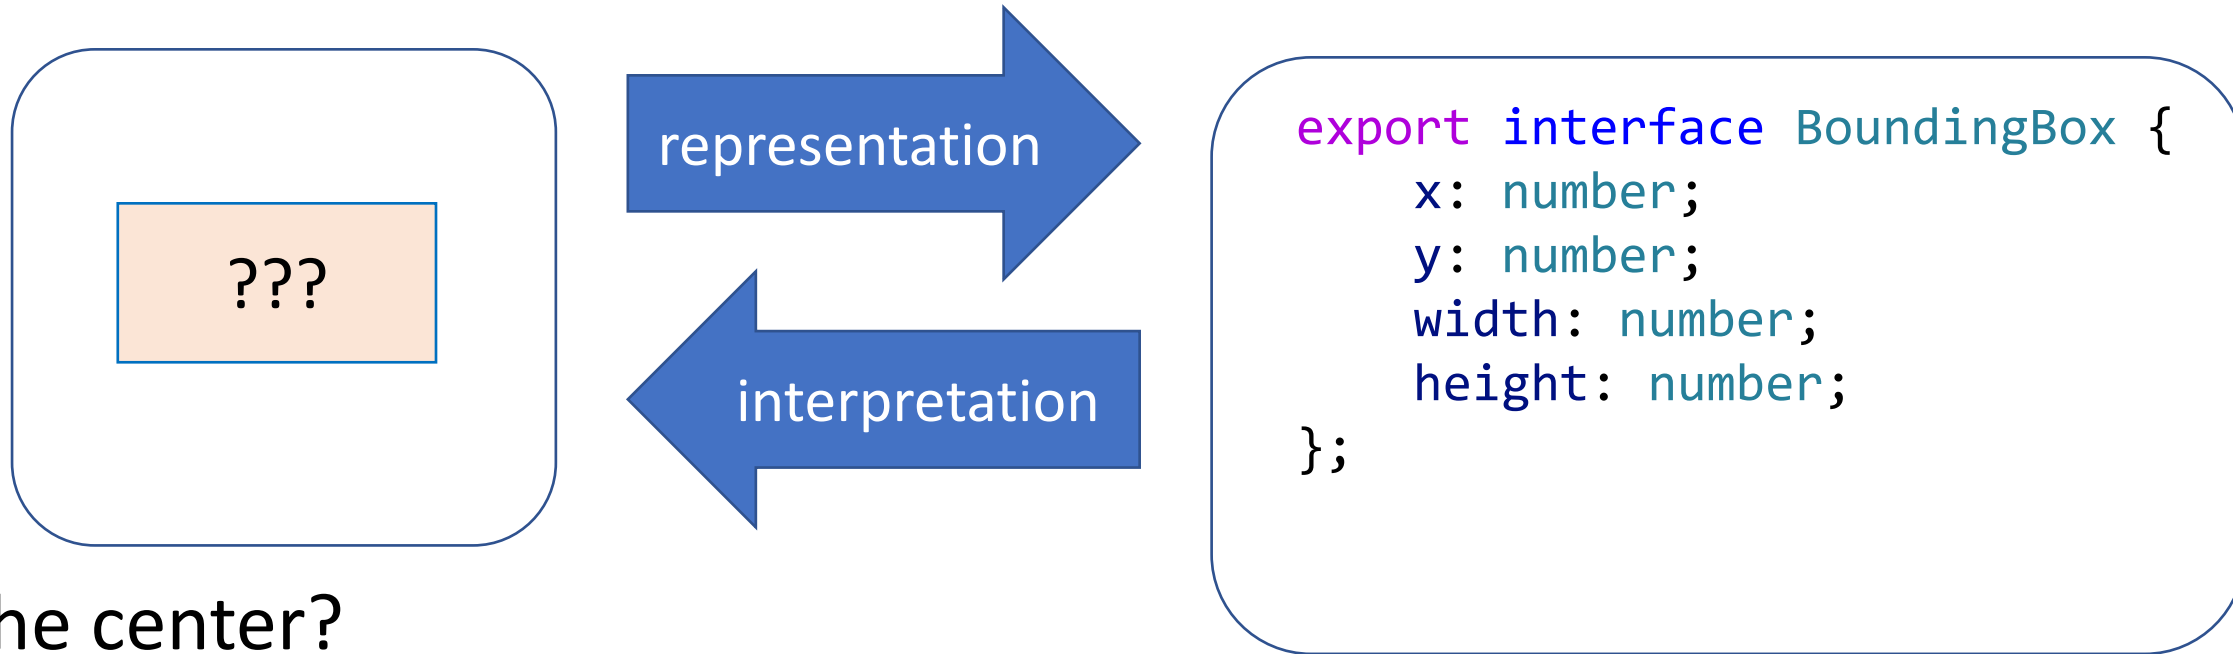 ???
representation
interpretation
export interface BoundingBox {
    x: number;
    y: number;
    width: number;
    height: number;
};
he center?